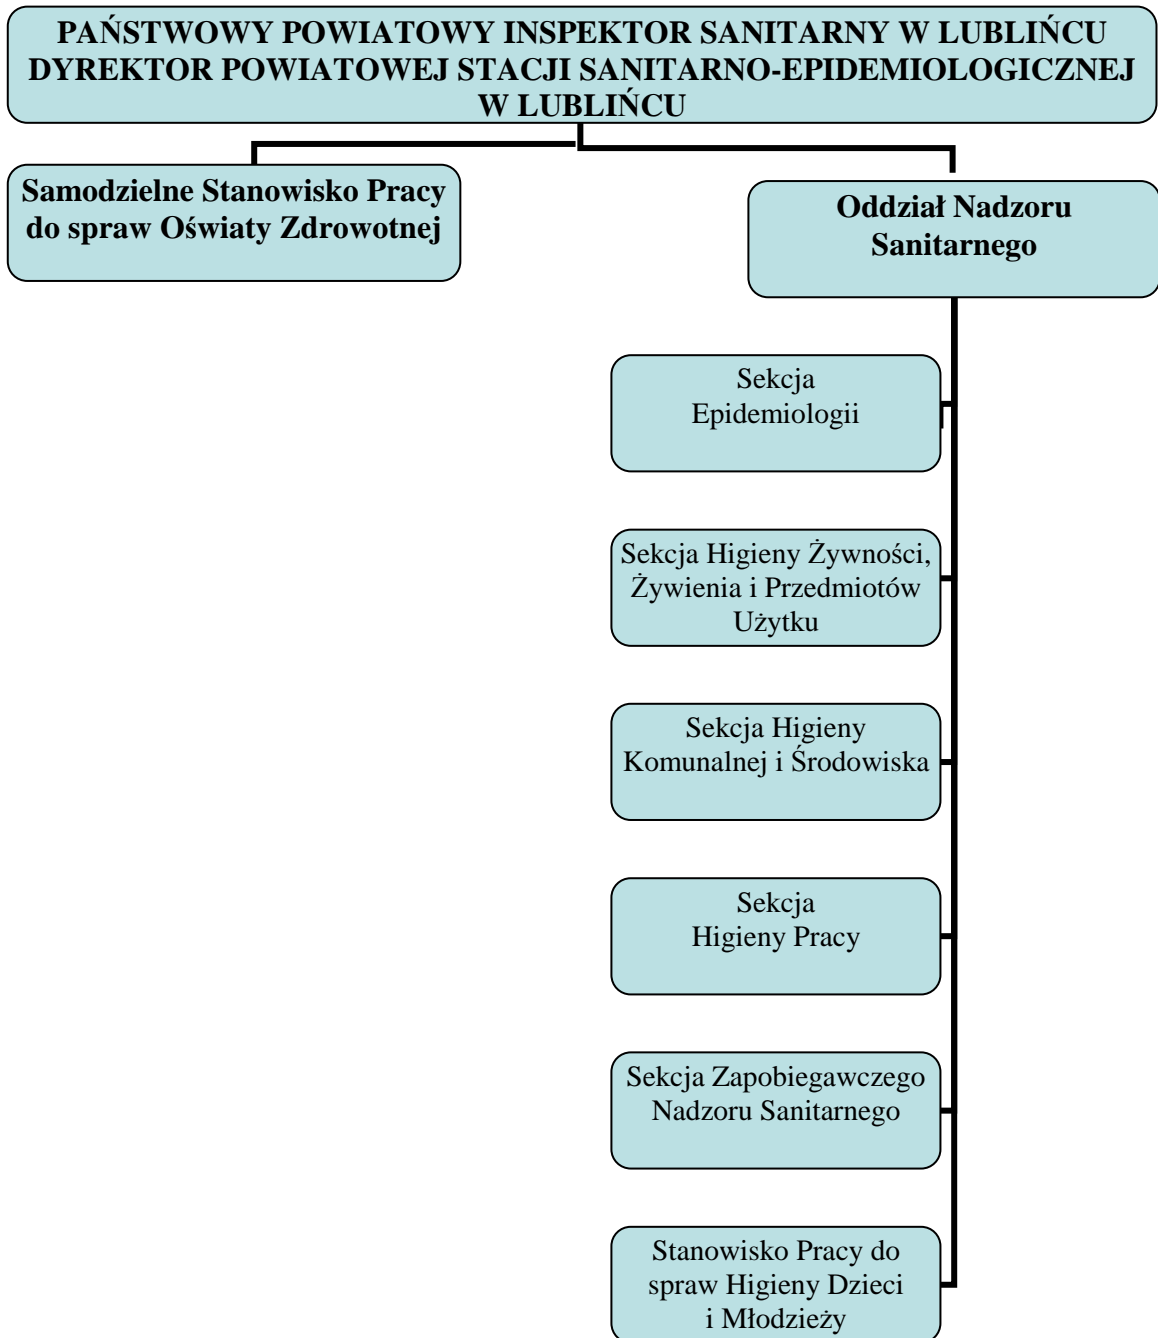 PAŃSTWOWY POWIATOWY INSPEKTOR SANITARNY W LUBLIŃCU
DYREKTOR POWIATOWEJ STACJI SANITARNO-EPIDEMIOLOGICZNEJ
W LUBLIŃCU
Samodzielne Stanowisko Pracy
do spraw Oświaty Zdrowotnej
Oddział Nadzoru
Sanitarnego
Sekcja
Epidemiologii
Sekcja Higieny Żywności,
Żywienia i Przedmiotów
Użytku
Sekcja Higieny
Komunalnej i Środowiska
Sekcja
Higieny Pracy
Sekcja Zapobiegawczego
Nadzoru Sanitarnego
Stanowisko Pracy do
spraw Higieny Dzieci
i Młodzieży